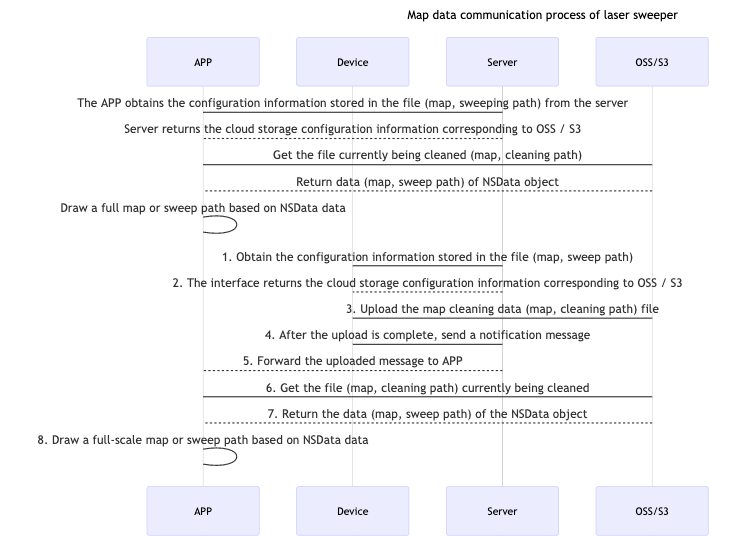 Map data communication process of laser sweeper
APP Device Server OSS/S3
The APP obtains the configuration information stored in the file (map, sweeping path) from the server
Server returns the cloud storage configuration information corresponding to OSS / S3
Get the file currently being cleaned (map, cleaning path)
Return data (map, sweep path) of NSData object
Draw a full map or sweep path based on NSData data
1. Obtain the configuration information stored in the file (map, sweep path)
2. The interface returns the cloud storage configuration information corresponding to OSS / S3
3. Upload the map cleaning data (map, cleaning path) file
4. After the upload is complete, send a notification message
5. Forward the uploaded message to APP
6. Get the file (map, cleaning path) currently being cleaned
7. Return the data (map, sweep path) of the NSData object
8. Draw a full-scale map or sweep path based on NSData data
APP Device Server OSS/S3